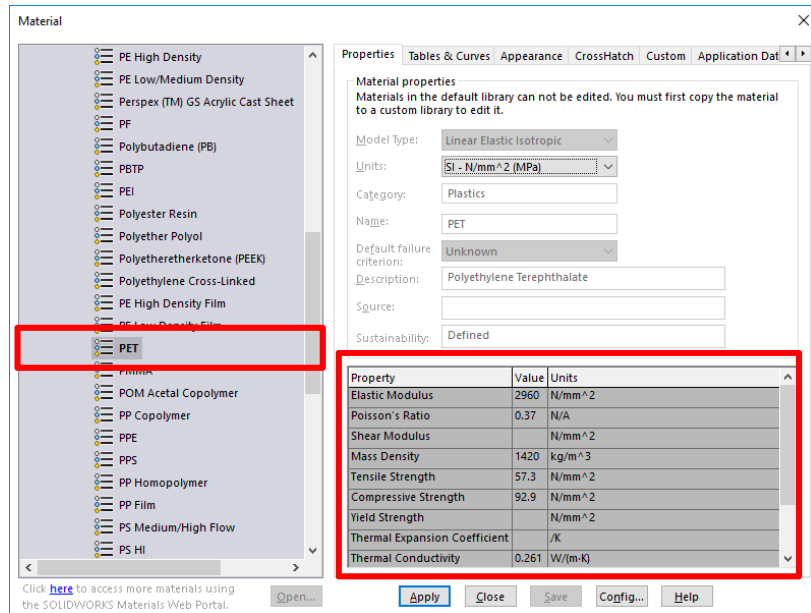 Material
PE High Density
PE Low/Medium Density
Perspex (TM) GS Acrylic Cast Sheet
PF
Polybutadiene (PB)
PBTP
PEI
Polyester Resin
Polyether Polyol
Polyetheretherketone (PEEK)
Polyethylene Cross-Linked
PE High Density Film
PE Low Density Film
PET
PMMA
POM Acetal Copolymer
PP Copolymer
PPE
PPS
PP Homopolymer
PP Film
PS Medium/High Flow
PS HI
Click here to access more materials using
the SOLIDWORKS Materials Web Portal.
Open...
Properties Tables & Curves Appearance CrossHatch Custom Application Dat
Material properties
Materials in the default library can not be edited. You must first copy the material
to a custom library to edit it.
Model Type: Linear Elastic Isotropic
Units: SI - N/mm^2 (MPa)
Category: Plastics
Name: PET
Default failure
criterion: Unknown
Description: Polyethylene Terephthalate
Source:
Sustainability: Defined
Property Value Units
Elastic Modulus 2960 N/mm^2
Poisson's Ratio 0.37 N/A
Shear Modulus N/mm^2
Mass Density 1420 kg/m^3
Tensile Strength 57.3 N/mm^2
Compressive Strength 92.9 N/mm^2
Yield Strength N/mm^2
Thermal Expansion Coefficient /K
Thermal Conductivity 0.261 W/(m·K)
Apply Close Save Config... Help